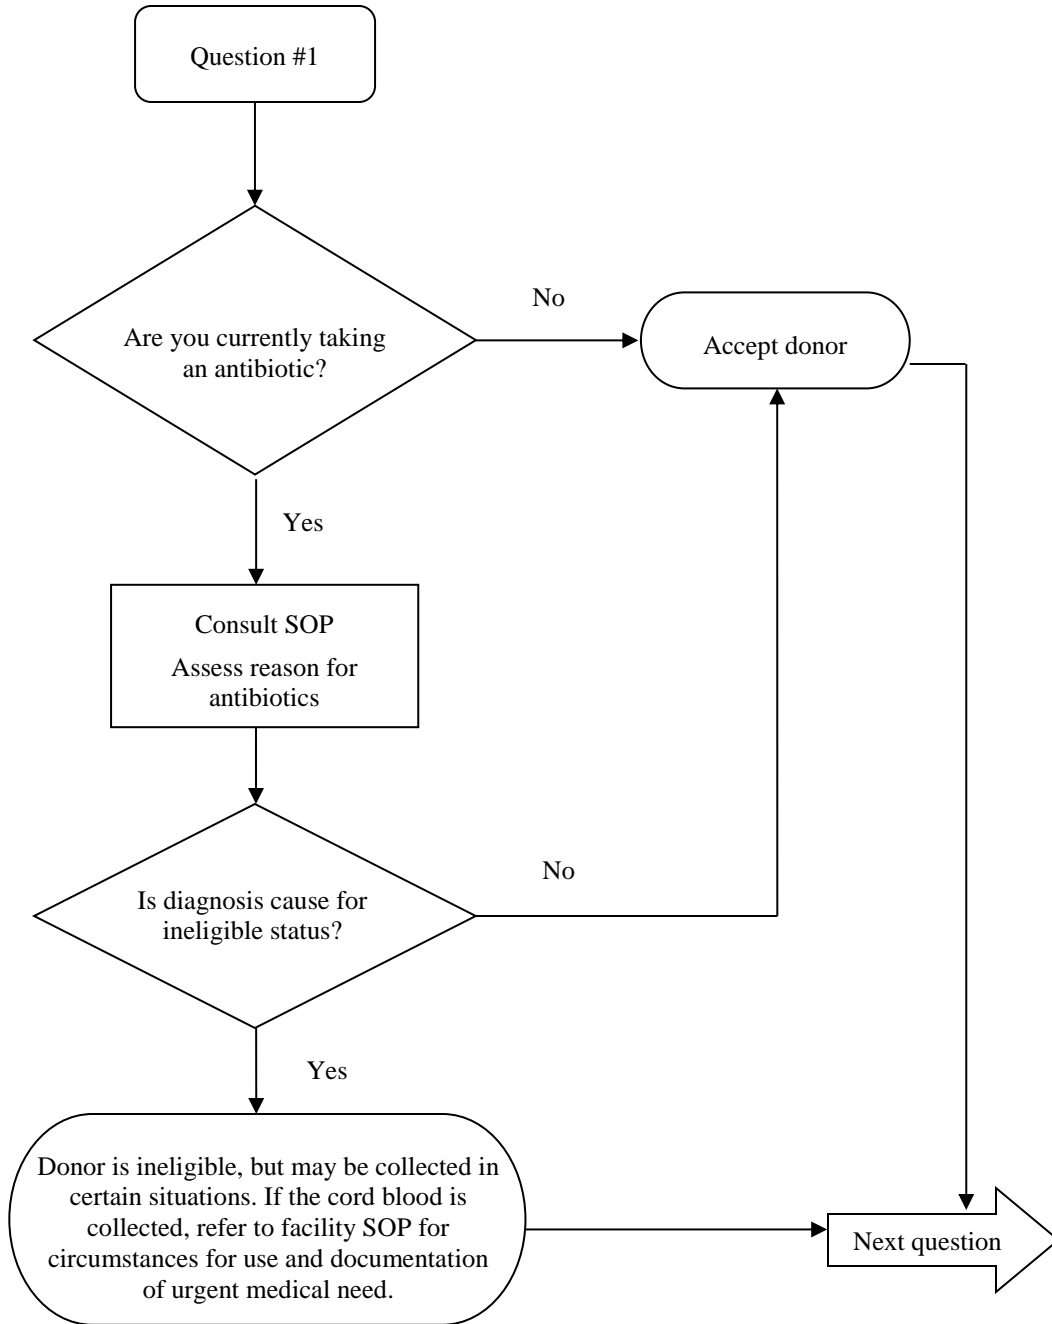 Question #1
No
Are you currently taking
an antibiotic?
Accept donor
Yes
Consult SOP
Assess reason for
antibiotics
No
Is diagnosis cause for
ineligible status?
Yes
Donor is ineligible, but may be collected in
certain situations. If the cord blood is
collected, refer to facility SOP for
circumstances for use and documentation
of urgent medical need.
Next question